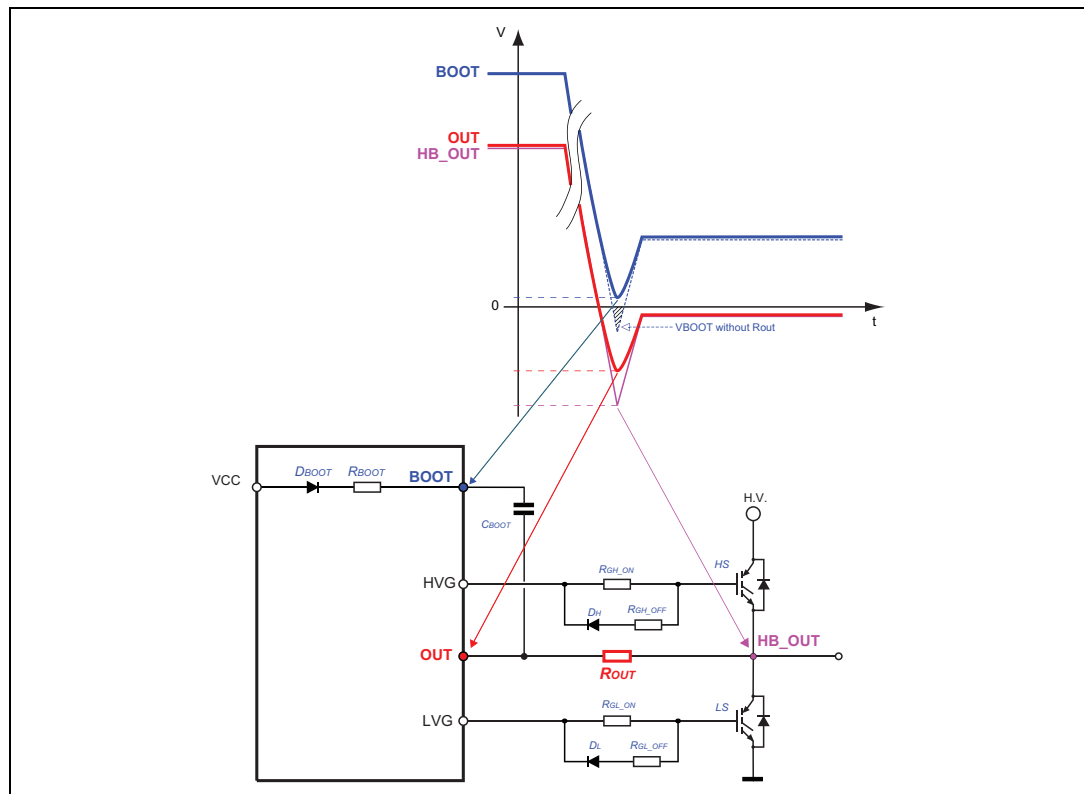 V
BOOT
OUT
HB_OUT
0
t
VBOOT without Rout
VCC
DBOOT
RBOOT
BOOT
CBOOT
H.V.
HVG
RGH_ON
HS
DH
RGH_OFF
OUT
ROUT
HB_OUT
LVG
RGL_ON
LS
DL
RGL_OFF